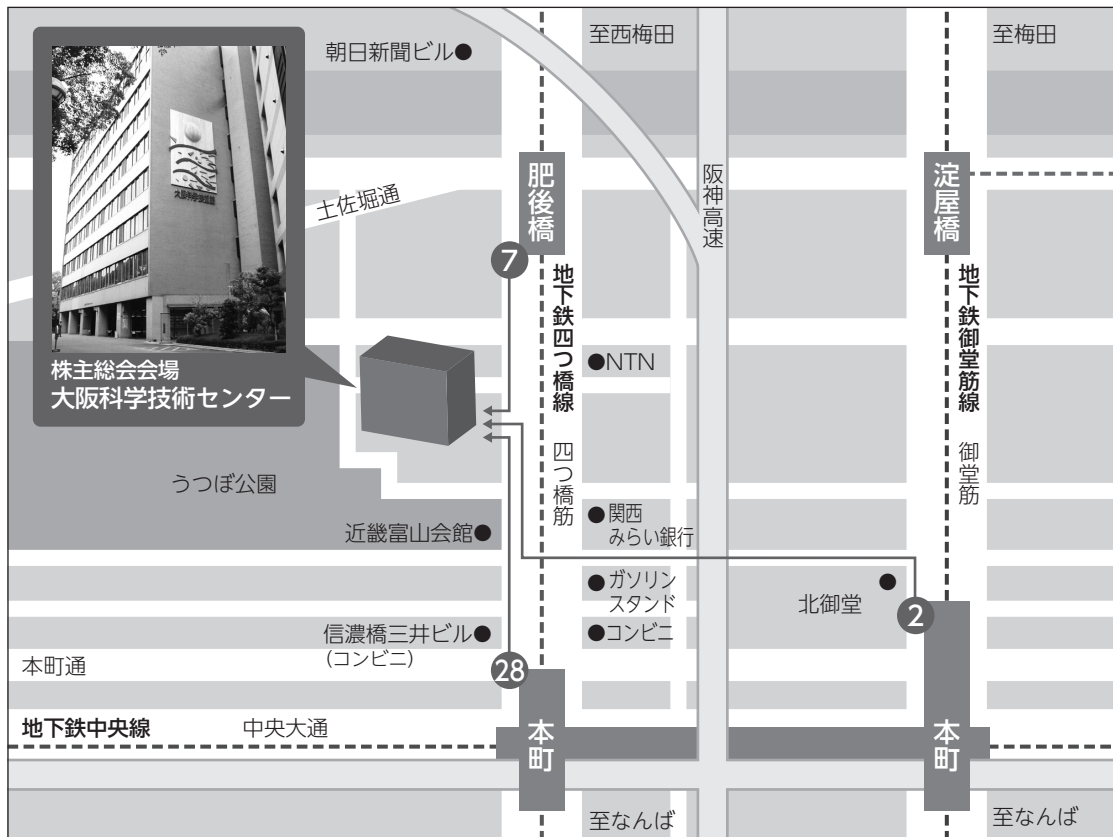 朝日新聞ビル
至西梅田
至梅田
大阪科学技術館
株主総会会場
大阪科学技術センター
土佐堀通
肥後橋
淀屋橋
阪神高速
7
地下鉄四つ橋線
地下鉄御堂筋線
NTN
四つ橋筋
御堂筋
うつぼ公園
近畿富山会館
関西
みらい銀行
ガソリン
スタンド
北御堂
2
信濃橋三井ビル
(コンビニ)
コンビニ
本町通
28
地下鉄中央線
中央大通
本町
本町
至なんば
至なんば